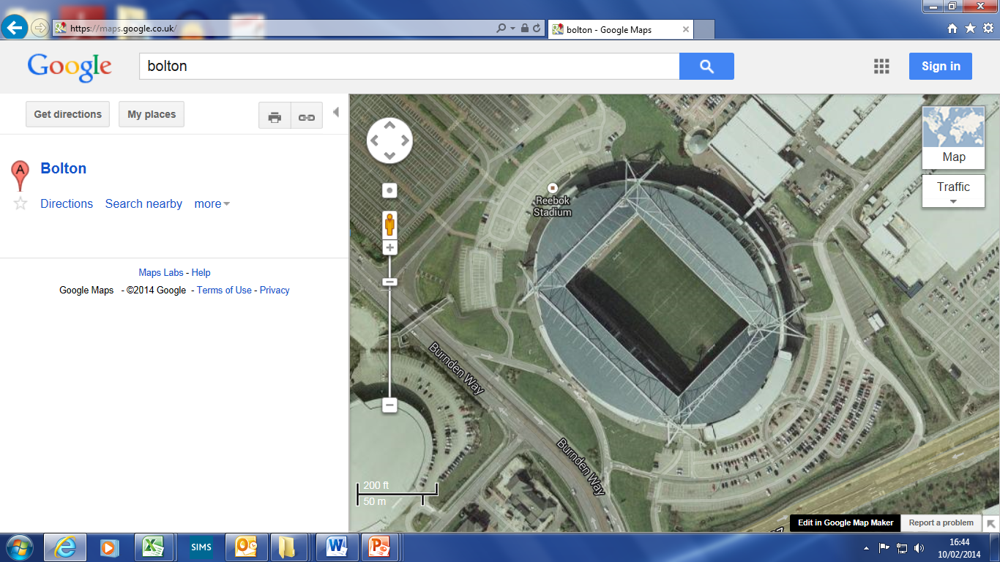 https://maps.google.co.uk/
bolton - Google Maps
Google
bolton
Sign in
Get directions
My places
A
Bolton
Directions Search nearby more
Maps Labs - Help
Google Maps - ©2014 Google - Terms of Use - Privacy
Map
Traffic
Reebok
Stadium
Burnden Way
Burnden Way
200 ft
50 m
Edit in Google Map Maker
Report a problem
SIMS
16:44
10/02/2014